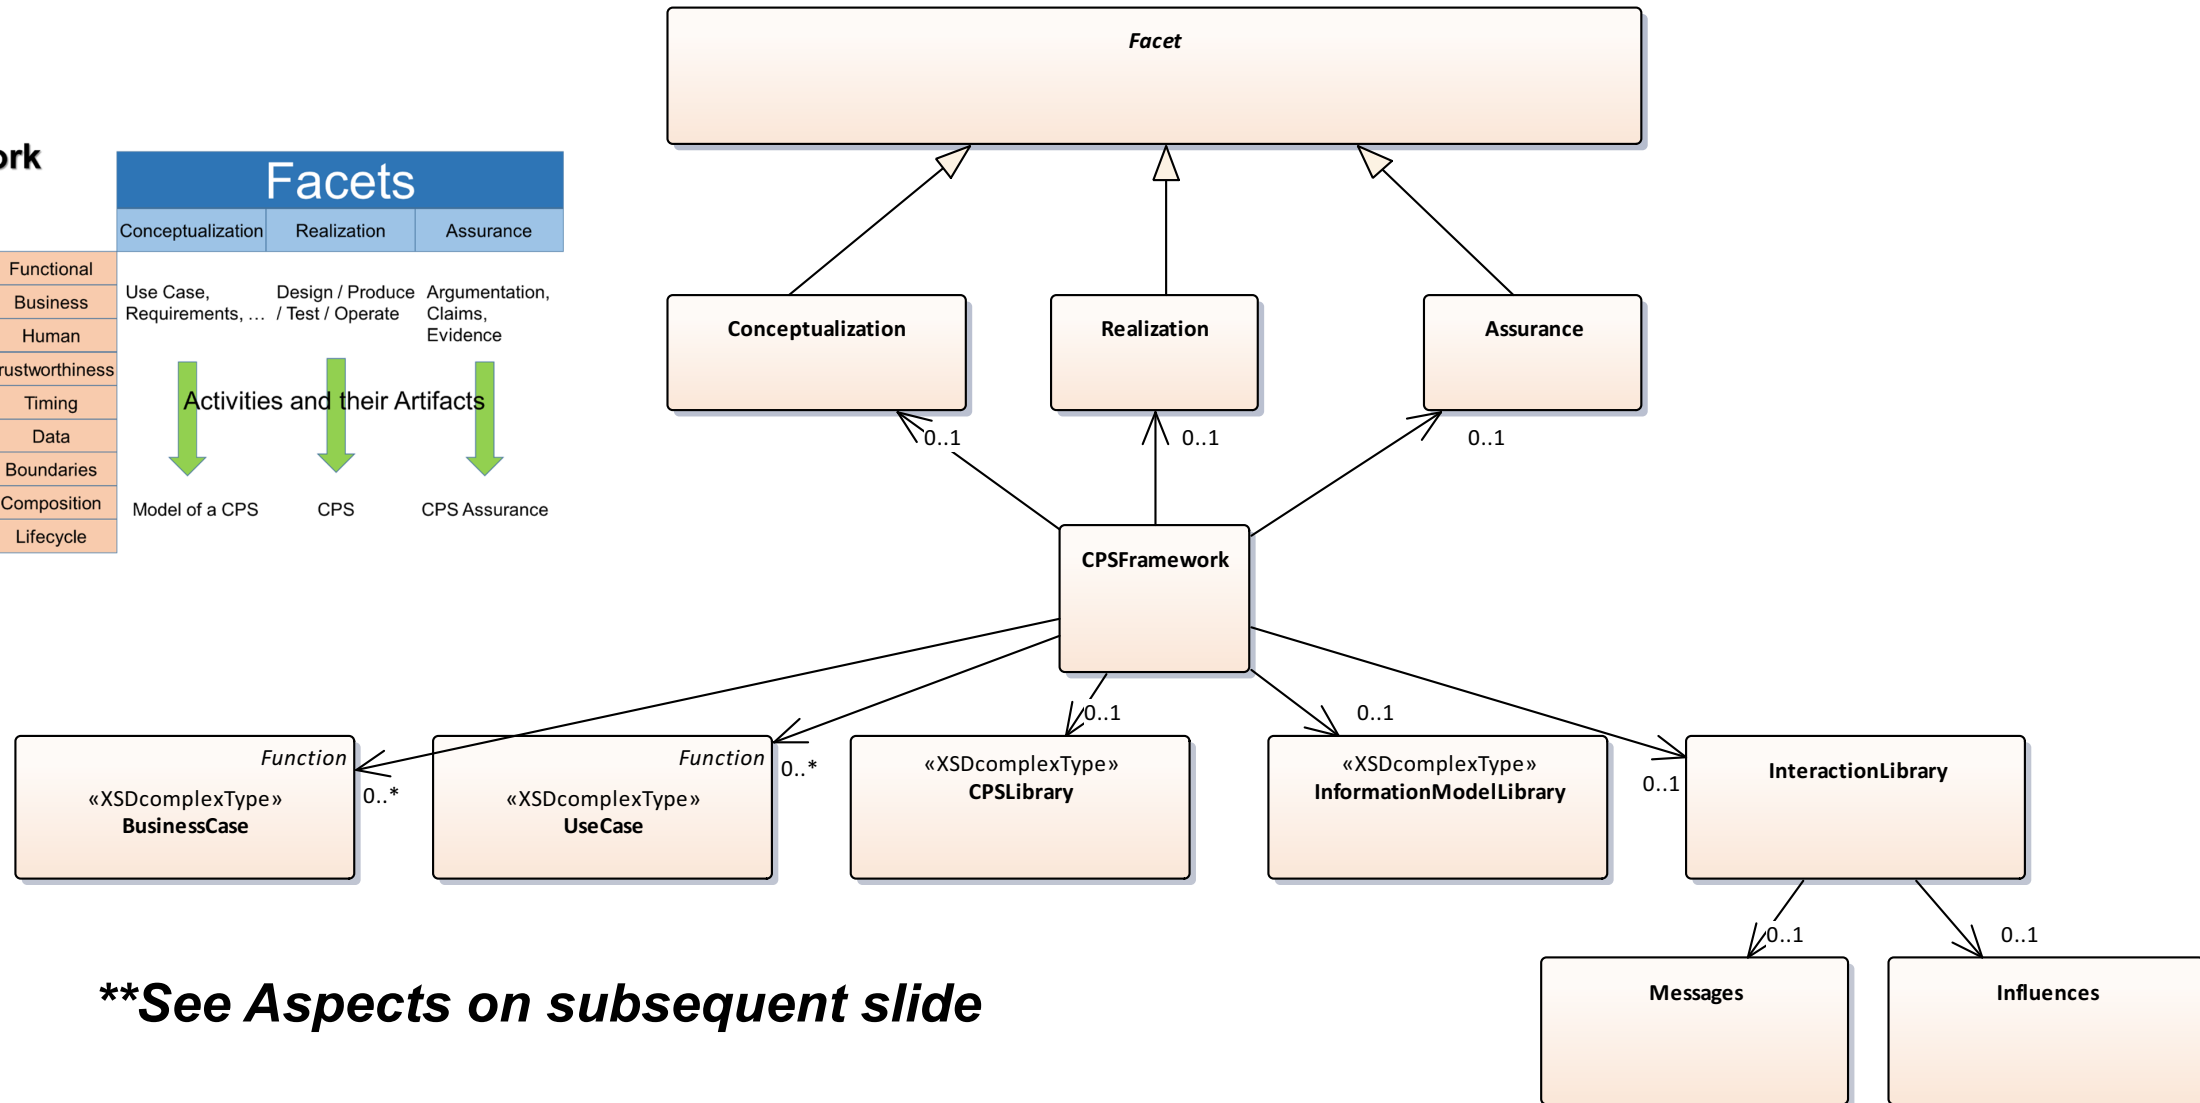 Facet
ork
Facets
Conceptualization Realization Assurance
Functional
Business
Human
rustworthiness
Timing
Data
Boundaries
Composition
Lifecycle
Use Case,
Requirements, …
Design / Produce
/ Test / Operate
Argumentation,
Claims,
Evidence
Activities and their Artifacts
Model of a CPS
CPS
CPS Assurance
Conceptualization
Realization
Assurance
0..1
0..1
0..1
CPSFramework
0..*
0..*
0..1
0..1
0..1
Function
«XSDcomplexType»
BusinessCase
Function
«XSDcomplexType»
UseCase
«XSDcomplexType»
CPSLibrary
«XSDcomplexType»
InformationModelLibrary
InteractionLibrary
0..1
0..1
Messages
Influences
**See Aspects on subsequent slide